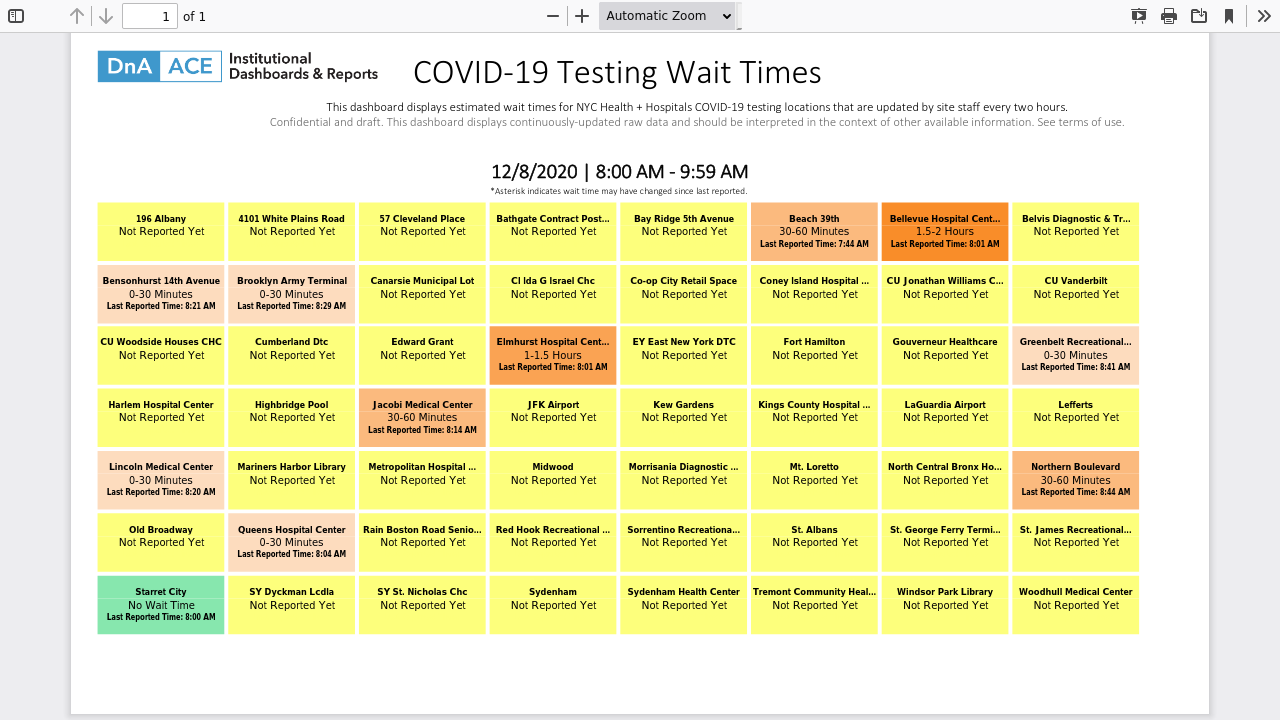 1 of 1 Automatic Zoom
DnA ACE Institutional
Dashboards & Reports
COVID-19 Testing Wait Times
This dashboard displays estimated wait times for NYC Health + Hospitals COVID-19 testing locations that are updated by site staff every two hours.
Confidential and draft. This dashboard displays continuously-updated raw data and should be interpreted in the context of other available information. See terms of use.
12/8/2020 | 8:00 AM - 9:59 AM
*Asterisk indicates wait time may have changed since last reported.
196 Albany
Not Reported Yet
4101 White Plains Road
Not Reported Yet
57 Cleveland Place
Not Reported Yet
Bathgate Contract Post...
Not Reported Yet
Bay Ridge 5th Avenue
Not Reported Yet
Beach 39th
30-60 Minutes
Last Reported Time: 7:44 AM
Bellevue Hospital Cent...
1.5-2 Hours
Last Reported Time: 8:01 AM
Belvis Diagnostic & Tr...
Not Reported Yet
Bensonhurst 14th Avenue
0-30 Minutes
Last Reported Time: 8:21 AM
Brooklyn Army Terminal
0-30 Minutes
Last Reported Time: 8:29 AM
Canarsie Municipal Lot
Not Reported Yet
Cl Ida G Israel Chc
Not Reported Yet
Co-op City Retail Space
Not Reported Yet
Coney Island Hospital ...
Not Reported Yet
CU Jonathan Williams C...
Not Reported Yet
CU Vanderbilt
Not Reported Yet
CU Woodside Houses CHC
Not Reported Yet
Cumberland Dtc
Not Reported Yet
Edward Grant
Not Reported Yet
Elmhurst Hospital Cent...
1-1.5 Hours
Last Reported Time: 8:01 AM
EY East New York DTC
Not Reported Yet
Fort Hamilton
Not Reported Yet
Gouverneur Healthcare
Not Reported Yet
Greenbelt Recreational...
0-30 Minutes
Last Reported Time: 8:41 AM
Harlem Hospital Center
Not Reported Yet
Highbridge Pool
Not Reported Yet
Jacobi Medical Center
30-60 Minutes
Last Reported Time: 8:14 AM
JFK Airport
Not Reported Yet
Kew Gardens
Not Reported Yet
Kings County Hospital ...
Not Reported Yet
LaGuardia Airport
Not Reported Yet
Lefferts
Not Reported Yet
Lincoln Medical Center
0-30 Minutes
Last Reported Time: 8:20 AM
Mariners Harbor Library
Not Reported Yet
Metropolitan Hospital ...
Not Reported Yet
Midwood
Not Reported Yet
Morrisania Diagnostic ...
Not Reported Yet
Mt. Loretto
Not Reported Yet
North Central Bronx Ho...
Not Reported Yet
Northern Boulevard
30-60 Minutes
Last Reported Time: 8:44 AM
Old Broadway
Not Reported Yet
Queens Hospital Center
0-30 Minutes
Last Reported Time: 8:04 AM
Rain Boston Road Senio...
Not Reported Yet
Red Hook Recreational ...
Not Reported Yet
Sorrentino Recreationa...
Not Reported Yet
St. Albans
Not Reported Yet
St. George Ferry Termi...
Not Reported Yet
St. James Recreational...
Not Reported Yet
Starret City
No Wait Time
Last Reported Time: 8:00 AM
SY Dyckman Lcdla
Not Reported Yet
SY St. Nicholas Chc
Not Reported Yet
Sydenham
Not Reported Yet
Sydenham Health Center
Not Reported Yet
Tremont Community Heal...
Not Reported Yet
Windsor Park Library
Not Reported Yet
Woodhull Medical Center
Not Reported Yet